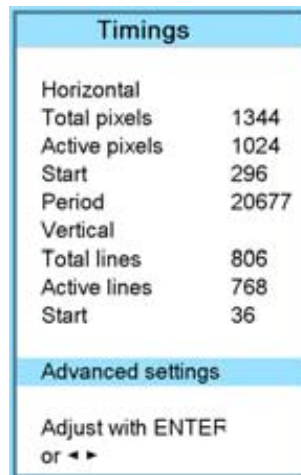 Timings
Horizontal
Total pixels 1344
Active pixels 1024
Start 296
Period 20677
Vertical
Total lines 806
Active lines 768
Start 36
Advanced settings
Adjust with ENTER
or ◄ ►